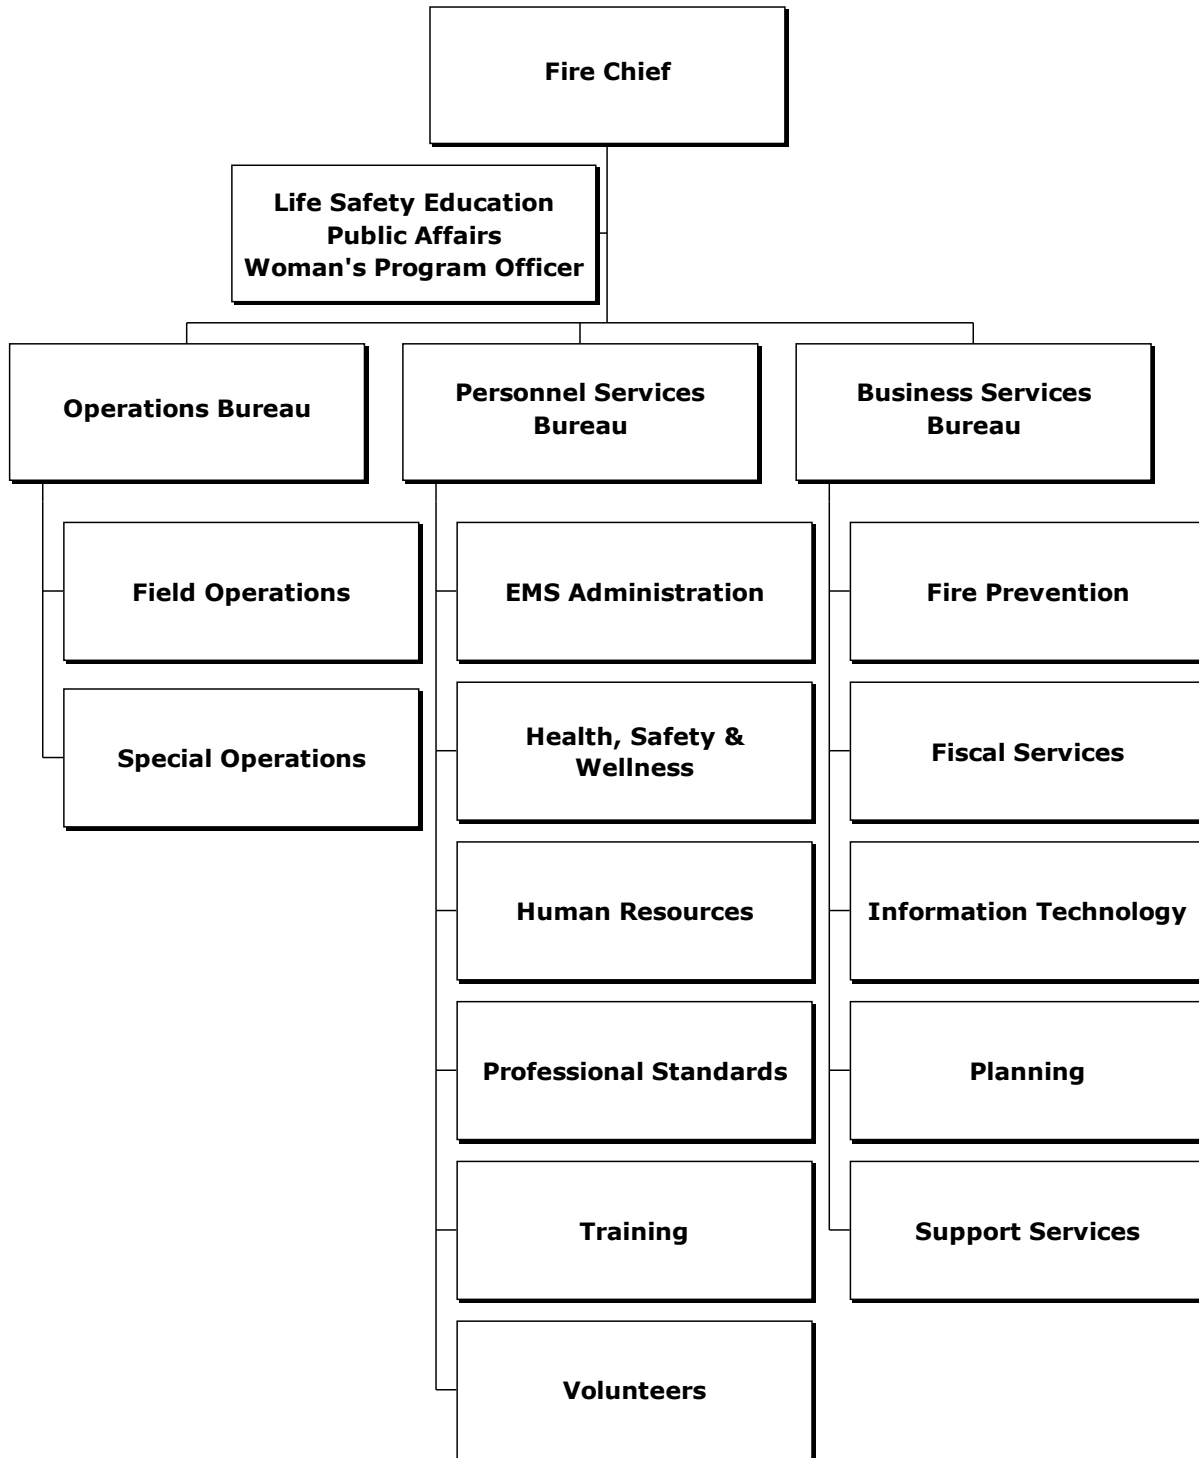 Fire Chief
Life Safety Education
Public Affairs
Woman's Program Officer
Operations Bureau
Personnel Services
Bureau
Business Services
Bureau
Field Operations
Special Operations
EMS Administration
Health, Safety &
Wellness
Human Resources
Professional Standards
Training
Volunteers
Fire Prevention
Fiscal Services
Information Technology
Planning
Support Services